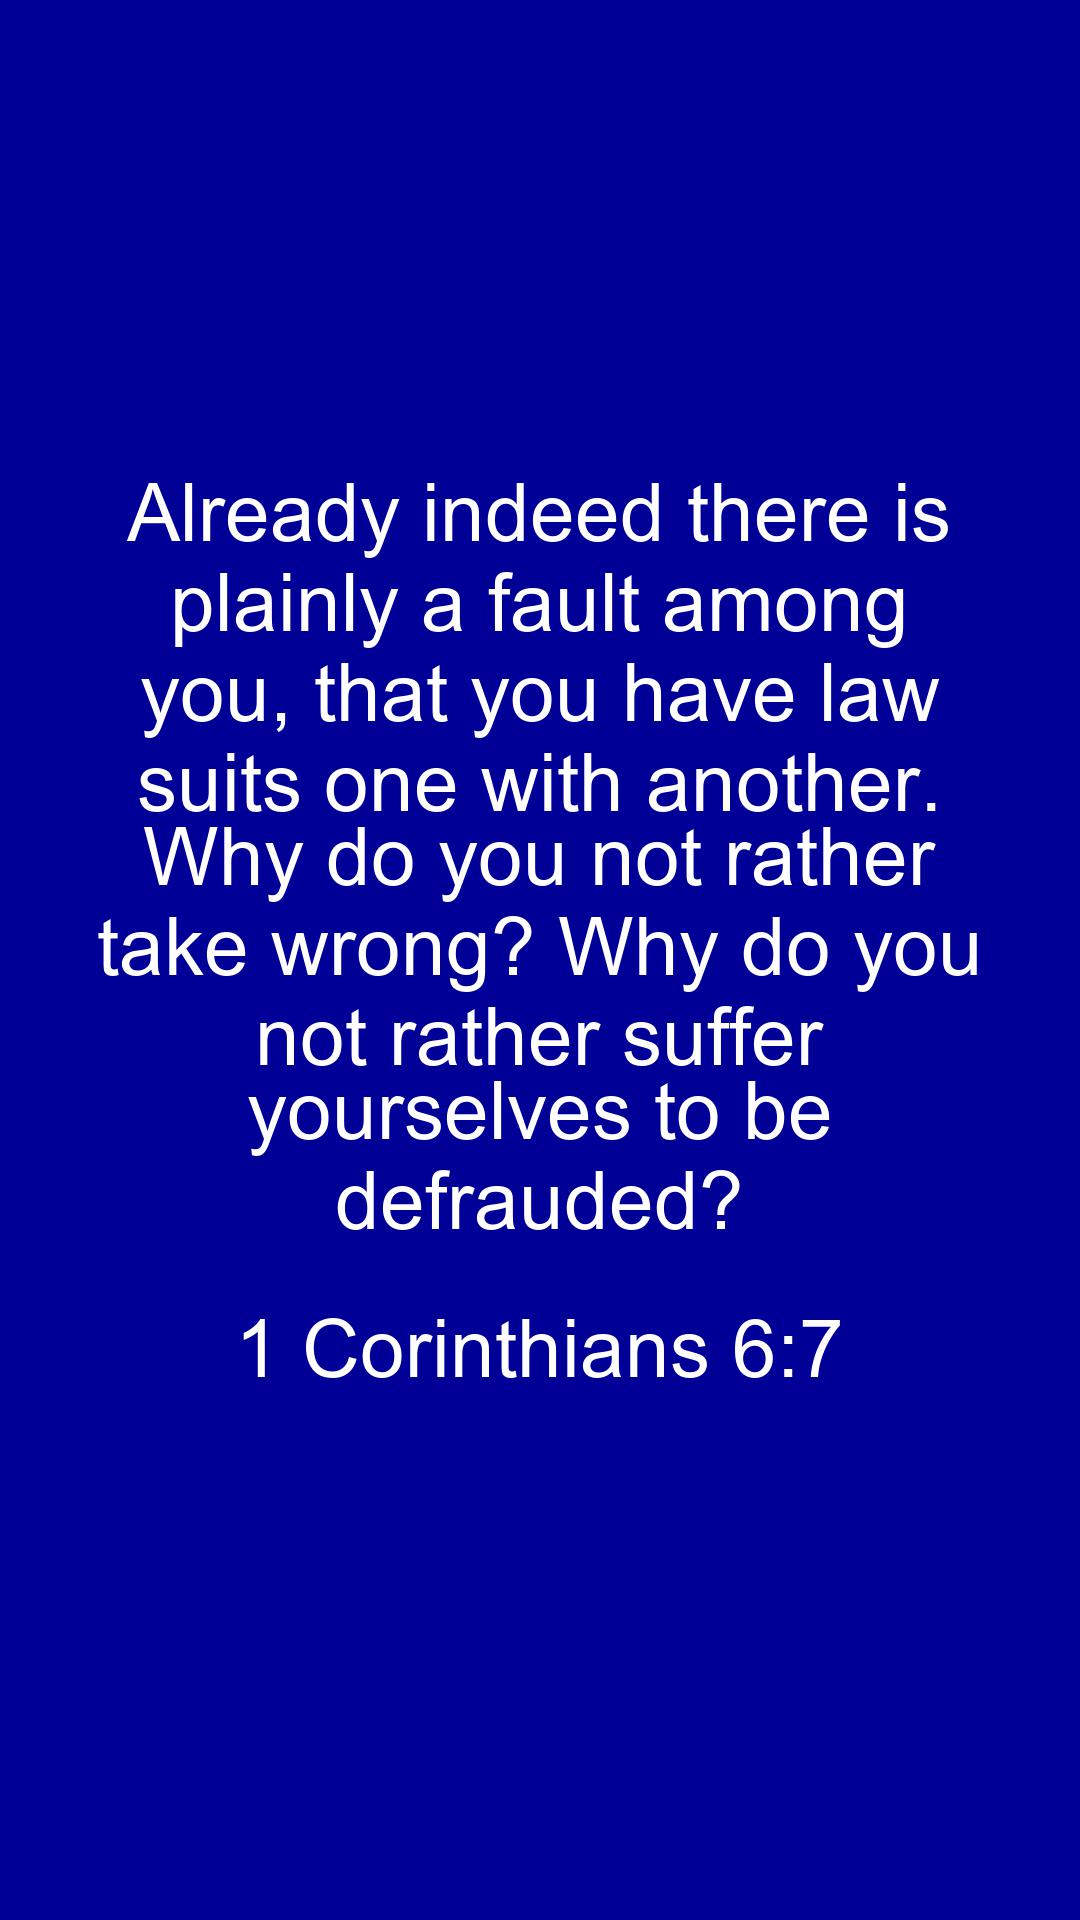 Already indeed there is
plainly a fault among
you, that you have law
suits one with another.
Why do you not rather
take wrong? Why do you
not rather suffer
yourselves to be
defrauded?
1 Corinthians 6:7